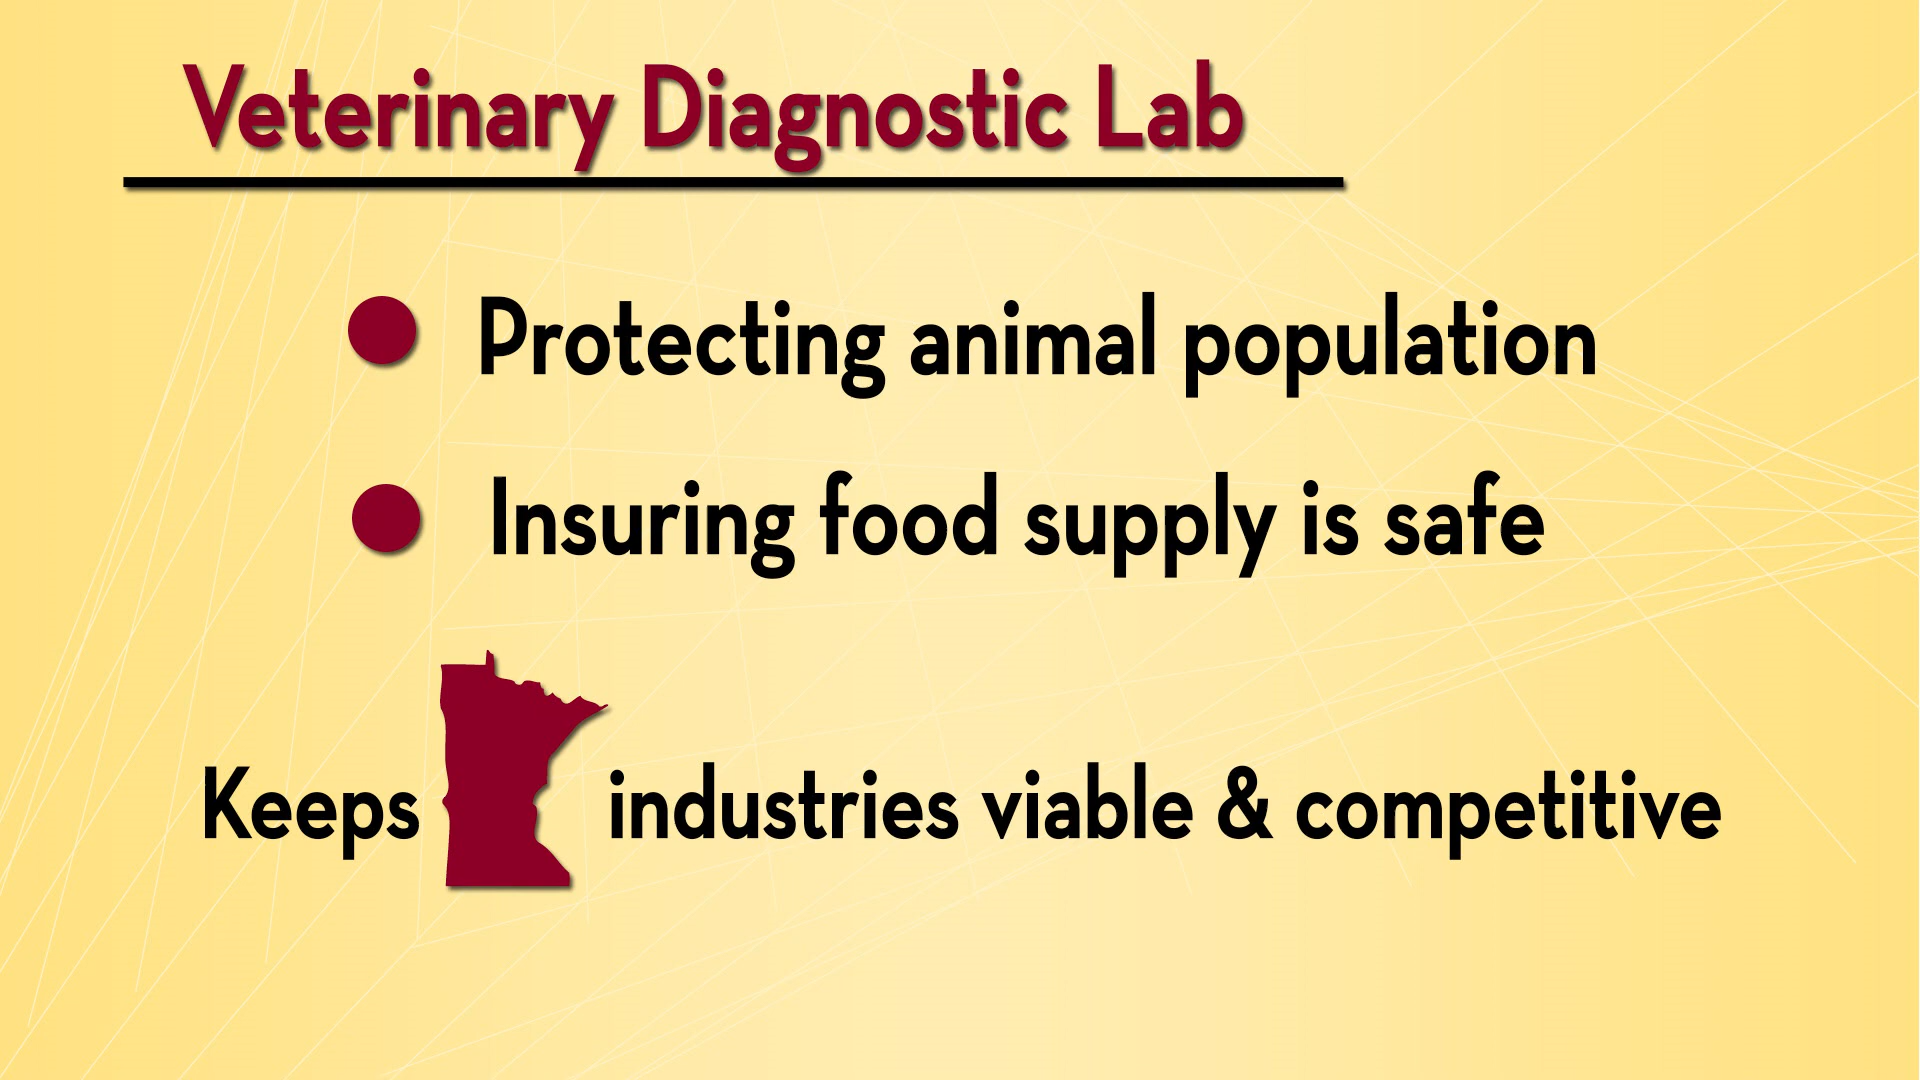 Veterinary Diagnostic Lab
Protecting animal population
Insuring food supply is safe
Keeps industries viable & competitive